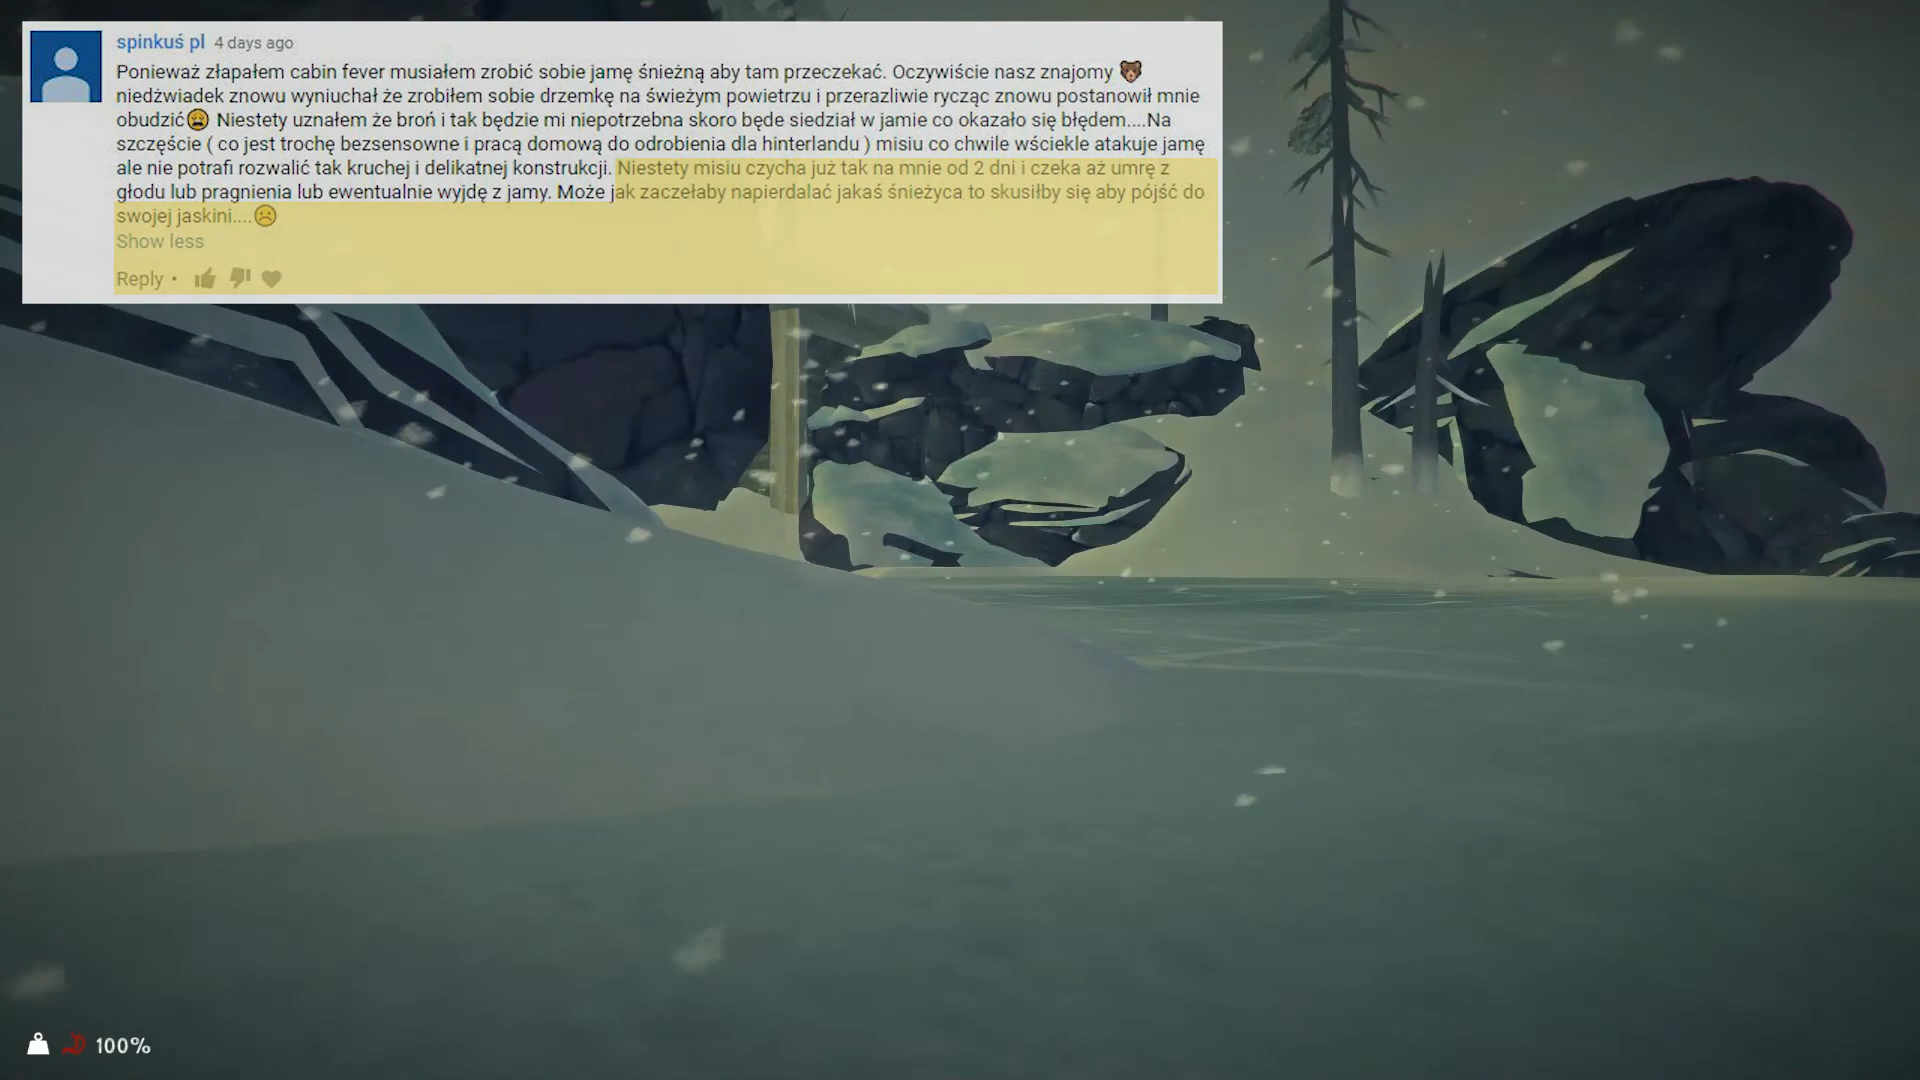 spinkuś pl 4 days ago
Ponieważ złapałem cabin fever musiałem zrobić sobie jamę śnieżną aby tam przeczekać. Oczywiście nasz znajomy 🐻
niedżwiadek znowu wyniuchał że zrobiłem sobie drzemkę na świeżym powietrzu i przerazliwie rycząc znowu postanowił mnie
obudzić😩 Niestety uznałem że broń i tak będzie mi niepotrzebna skoro będe siedział w jamie co okazało się błędem....Na
szczęście ( co jest trochę bezsensowne i pracą domową do odrobienia dla hinterlandu ) misiu co chwile wściekle atakuje jamę
ale nie potrafi rozwalić tak kruchej i delikatnej konstrukcji. Niestety misiu czycha już tak na mnie od 2 dni i czeka aż umrę z
głodu lub pragnienia lub ewentualnie wyjdę z jamy. Może jak zaczełaby napierdalać jakaś śnieżyca to skusiłby się aby pójść do
swojej jaskini....☹
Show less
Reply •
100%